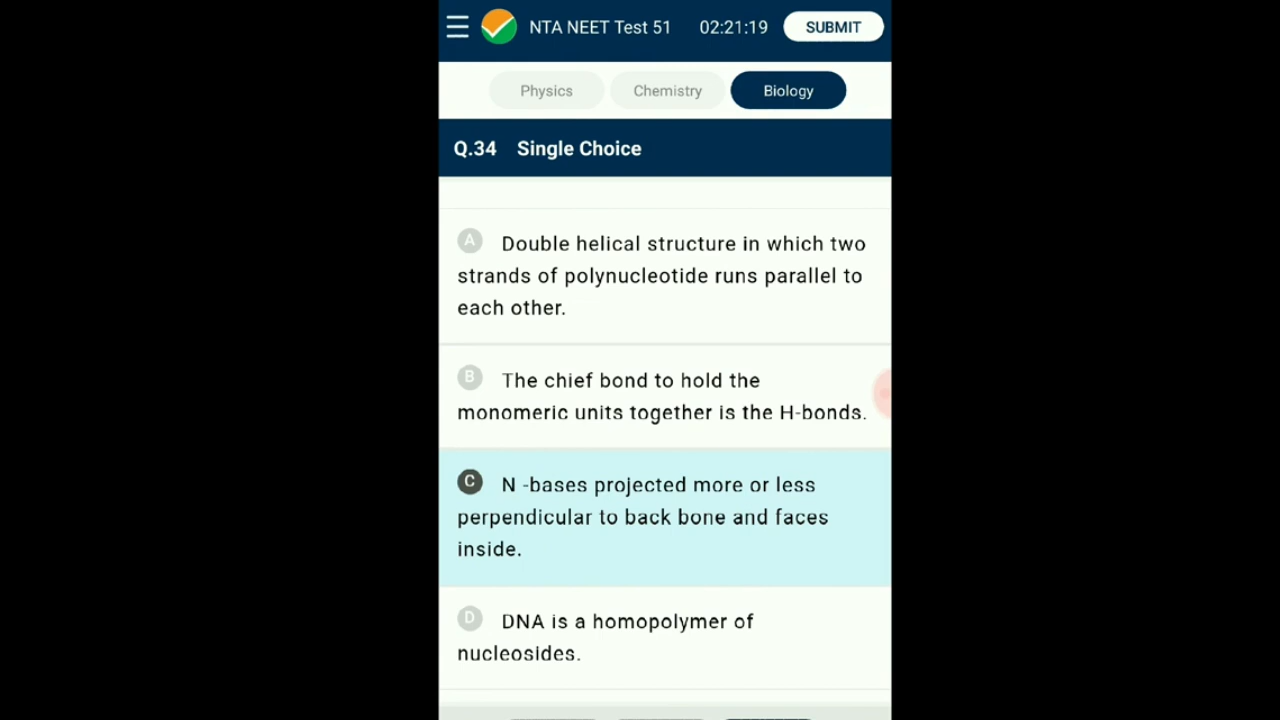 NTA NEET Test 51 02:21:19 SUBMIT
Physics Chemistry Biology
Q.34 Single Choice
A Double helical structure in which two
strands of polynucleotide runs parallel to
each other.
B The chief bond to hold the
monomeric units together is the H-bonds.
C N -bases projected more or less
perpendicular to back bone and faces
inside.
D DNA is a homopolymer of
nucleosides.